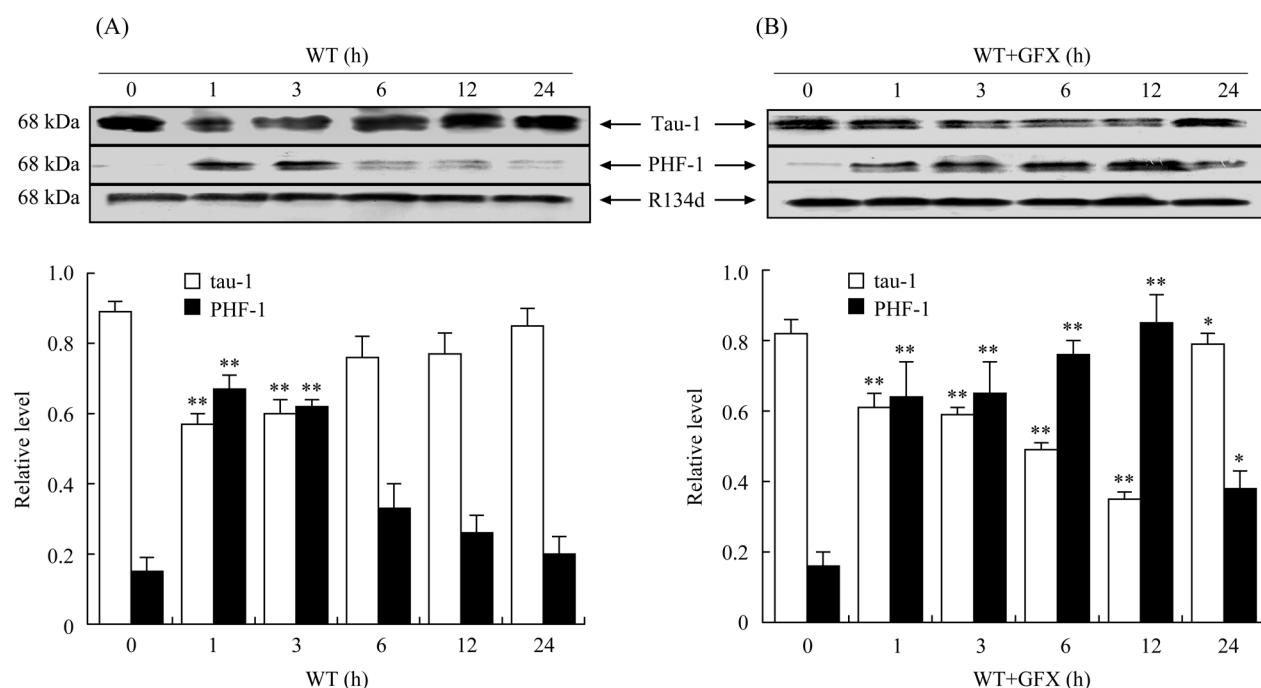 (A)
WT (h)
0 1 3 6 12 24
68 kDa
68 kDa
68 kDa
Tau-1
PHF-1
R134d
(B)
WT+GFX (h)
0 1 3 6 12 24
1.0
0.8
0.6
0.4
0.2
0
Relative level
tau-1
PHF-1
** ** ** **
0 1 3 6 12 24
WT (h)
1.0
0.8
0.6
0.4
0.2
0
Relative level
tau-1
PHF-1
** ** ** ** ** ** ** ** * *
0 1 3 6 12 24
WT+GFX (h)